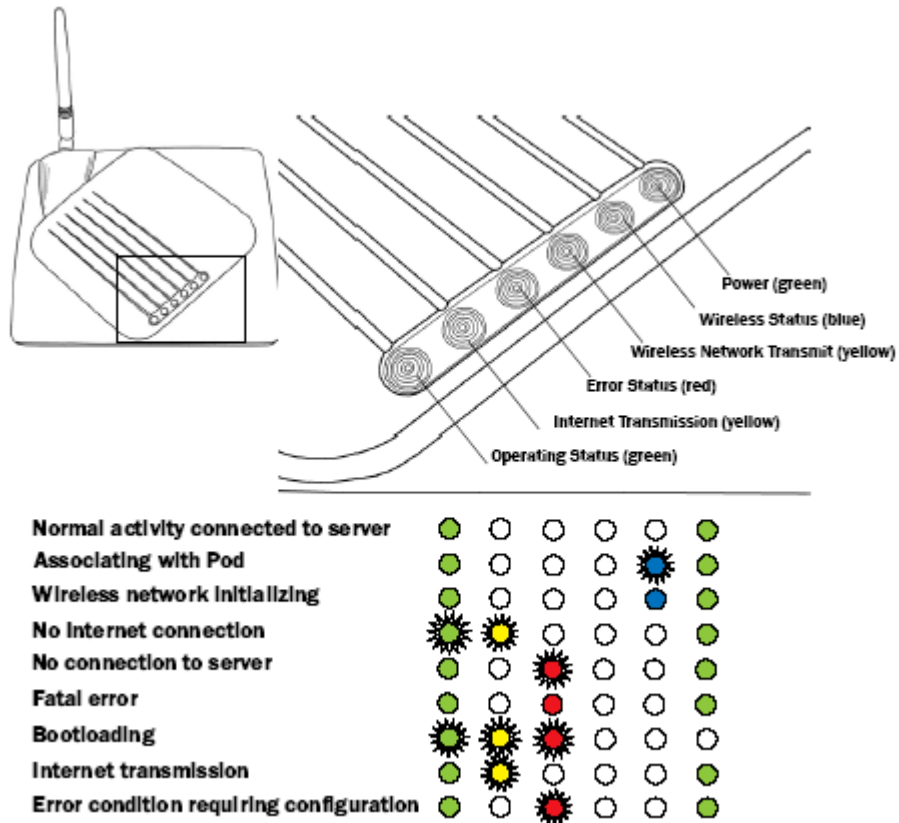 Power (green)
Wireless Status (blue)
Wireless Network Transmit (yellow)
Error Status (red)
Internet Transmission (yellow)
Operating Status (green)
Normal activity connected to server
Associating with Pod
Wireless network initializing
No internet connection
No connection to server
Fatal error
Bootloading
Internet transmission
Error condition requiring configuration